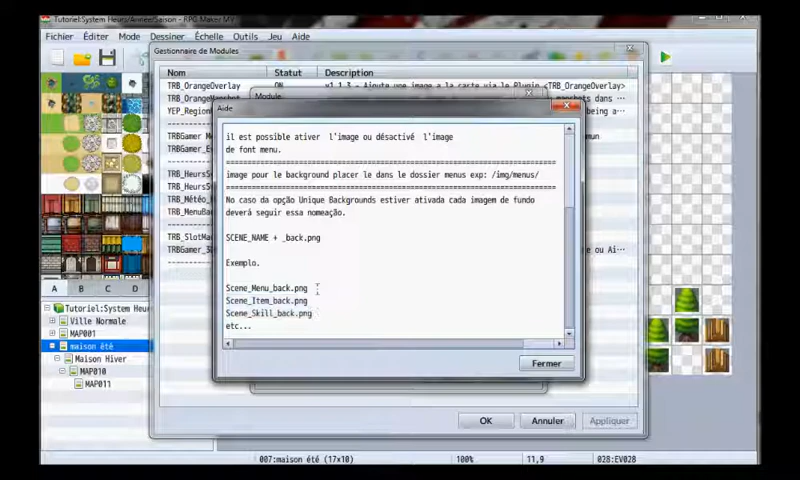 Tutoriel:System Heurs/Année/Saison - RPG Maker MV
Fichier Éditer Mode Dessiner Échelle Outils Jeu Aide
Gestionnaire de Modules
Nom Statut Description
TRB_OrangeOverlay ON v1.1.3 - Ajoute une image a la carte via le Plugin <TRB_OrangeOverlay>
Module
Aide
il est possible ativer l'image ou désactivé l'image
de font menu.
image pour le background placer le dans le dossier menus exp: /img/menus/
No caso da opção Unique Backgrounds estiver ativada cada imagem de fundo
deverá seguir essa nomeação.
SCENE_NAME + _back.png
Exemplo.
Scene_Menu_back.png
Scene_Item_back.png
Scene_Skill_back.png
etc...
Fermer
OK Annuler Appliquer
A B C D
Tutoriel:System Heur
Ville Normale
MAP001
maison été
Maison Hiver
MAP010
MAP011
007:maison été (17x10) 100% 11,9 028:EV028